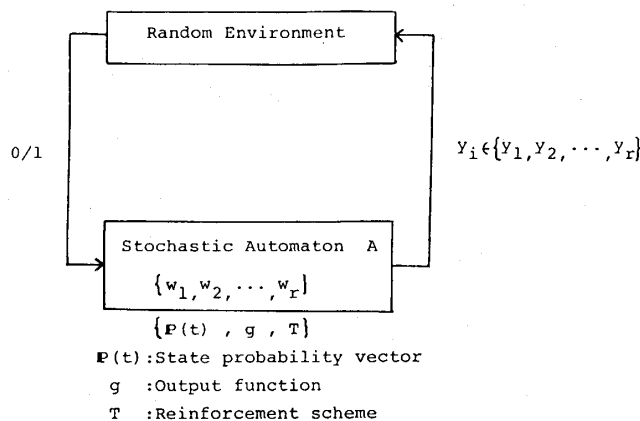 Random Environment
0/1
y_i ∈ {y_1, y_2, ···, y_r}
Stochastic Automaton A
{w_1, w_2, ···, w_r}
{P(t) , g , T}
P(t) :State probability vector
g :Output function
T :Reinforcement scheme